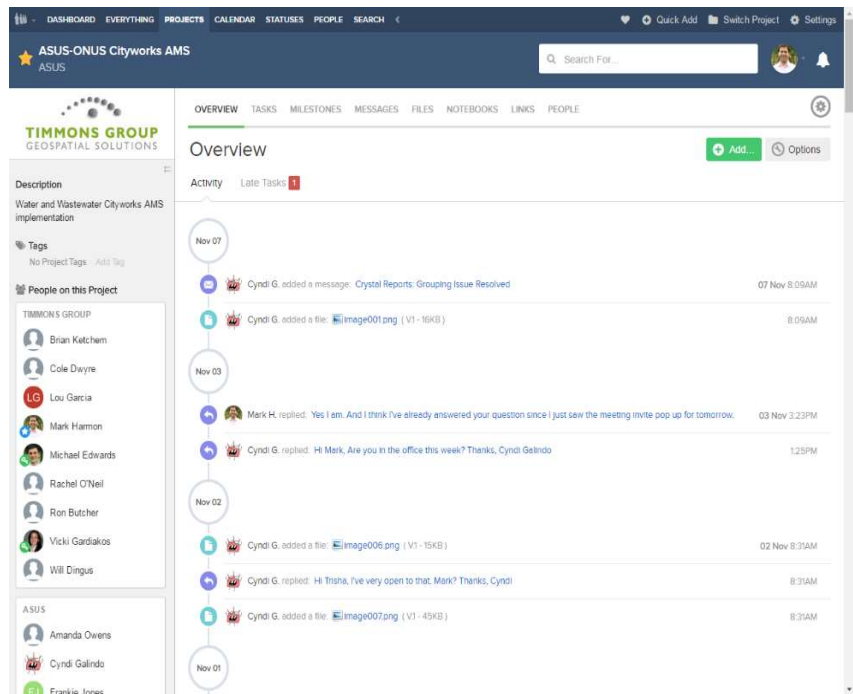 DASHBOARD EVERYTHING PROJECTS CALENDAR STATUSES PEOPLE SEARCH
Quick Add Switch Project Settings
ASUS-ONUS Cityworks AMS
ASUS
Search For...
TIMMONS GROUP
GEOSPATIAL SOLUTIONS
Description
Water and Wastewater Cityworks AMS
implementation
Tags
No Project Tags Add Tag
People on this Project
TIMMONS GROUP
Brian Ketchem
Cole Dwyre
LG Lou Garcia
Mark Harmon
Michael Edwards
Rachel O'Neil
Ron Butcher
Vicki Gardiakos
Will Dingus
ASUS
Amanda Owens
Cyndi Galindo
FJ Frankie Jones
OVERVIEW TASKS MILESTONES MESSAGES FILES NOTEBOOKS LINKS PEOPLE
Overview
Add... Options
Activity Late Tasks 1
Nov 07
Cyndi G. added a message: Crystal Reports: Grouping Issue Resolved 07 Nov 8:09AM
Cyndi G. added a file: image001.png ( V.1 - 16KB ) 8:09AM
Nov 03
Mark H. replied: Yes I am. And I think I've already answered your question since I just saw the meeting invite pop up for tomorrow. 03 Nov 3:23PM
Cyndi G. replied: Hi Mark, Are you in the office this week? Thanks, Cyndi Galindo 1:25PM
Nov 02
Cyndi G. added a file: image006.png ( V.1 - 15KB ) 02 Nov 8:31AM
Cyndi G. replied: Hi Trisha, I've very open to that. Mark? Thanks, Cyndi 8:31AM
Cyndi G. added a file: image007.png ( V.1 - 45KB ) 8:31AM
Nov 01